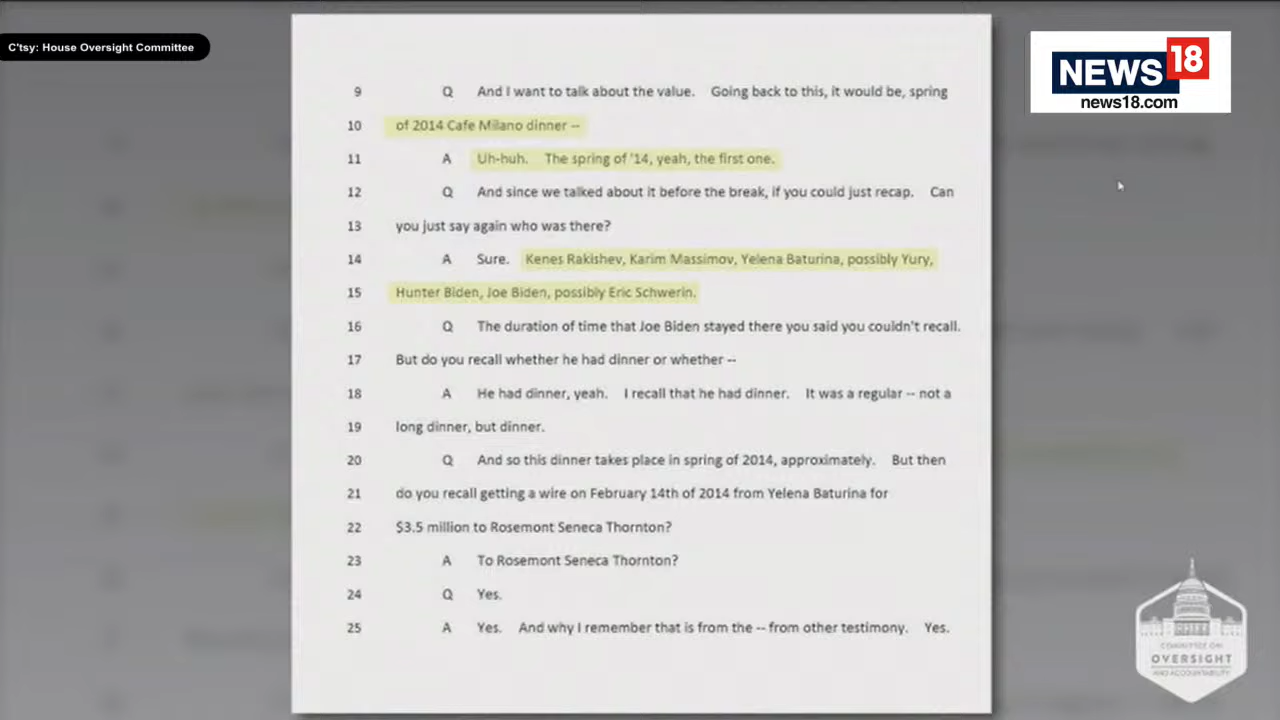 C'tsy: House Oversight Committee
NEWS 18
news18.com
9 Q And I want to talk about the value. Going back to this, it would be, spring
10 of 2014 Cafe Milano dinner --
11 A Uh-huh. The spring of '14, yeah, the first one.
12 Q And since we talked about it before the break, if you could just recap. Can
13 you just say again who was there?
14 A Sure. Kenes Rakishev, Karim Massimov, Yelena Baturina, possibly Yury,
15 Hunter Biden, Joe Biden, possibly Eric Schwerin.
16 Q The duration of time that Joe Biden stayed there you said you couldn't recall.
17 But do you recall whether he had dinner or whether --
18 A He had dinner, yeah. I recall that he had dinner. It was a regular -- not a
19 long dinner, but dinner.
20 Q And so this dinner takes place in spring of 2014, approximately. But then
21 do you recall getting a wire on February 14th of 2014 from Yelena Baturina for
22 $3.5 million to Rosemont Seneca Thornton?
23 A To Rosemont Seneca Thornton?
24 Q Yes.
25 A Yes. And why I remember that is from the -- from other testimony. Yes.
COMMITTEE ON
OVERSIGHT
AND ACCOUNTABILITY